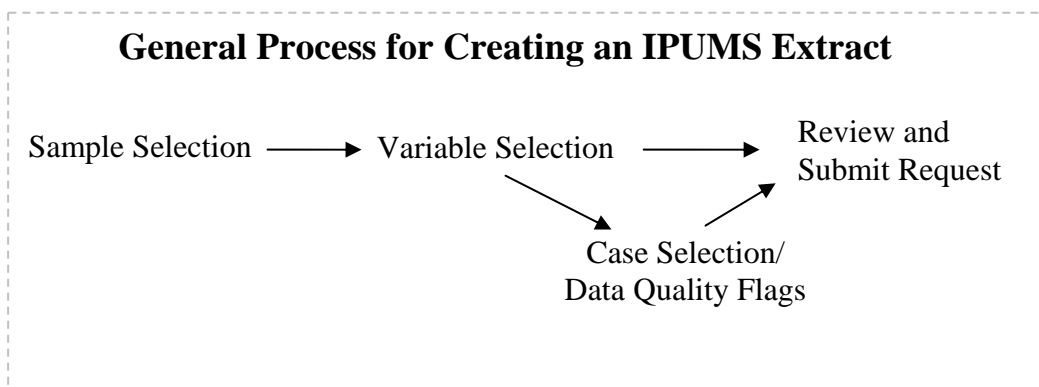 General Process for Creating an IPUMS Extract
Sample Selection
Variable Selection
Review and
Submit Request
Case Selection/
Data Quality Flags